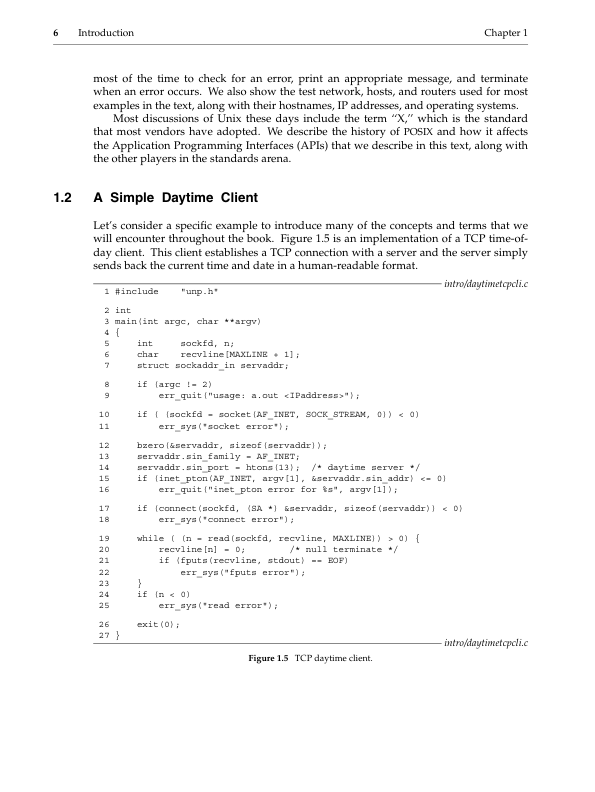 6 Introduction Chapter 1
most of the time to check for an error, print an appropriate message, and terminate
when an error occurs. We also show the test network, hosts, and routers used for most
examples in the text, along with their hostnames, IP addresses, and operating systems.
Most discussions of Unix these days include the term “X,” which is the standard
that most vendors have adopted. We describe the history of POSIX and how it affects
the Application Programming Interfaces (APIs) that we describe in this text, along with
the other players in the standards arena.
1.2 A Simple Daytime Client
Let’s consider a specific example to introduce many of the concepts and terms that we
will encounter throughout the book. Figure 1.5 is an implementation of a TCP time-of-
day client. This client establishes a TCP connection with a server and the server simply
sends back the current time and date in a human-readable format.
intro/daytimetcpcli.c
1 #include    "unp.h"
2 int
3 main(int argc, char **argv)
4 {
5     int     sockfd, n;
6     char    recvline[MAXLINE + 1];
7     struct sockaddr_in servaddr;
8     if (argc != 2)
9         err_quit("usage: a.out <IPaddress>");
10     if ( (sockfd = socket(AF_INET, SOCK_STREAM, 0)) < 0)
11         err_sys("socket error");
12     bzero(&servaddr, sizeof(servaddr));
13     servaddr.sin_family = AF_INET;
14     servaddr.sin_port = htons(13);  /* daytime server */
15     if (inet_pton(AF_INET, argv[1], &servaddr.sin_addr) <= 0)
16         err_quit("inet_pton error for %s", argv[1]);
17     if (connect(sockfd, (SA *) &servaddr, sizeof(servaddr)) < 0)
18         err_sys("connect error");
19     while ( (n = read(sockfd, recvline, MAXLINE)) > 0) {
20         recvline[n] = 0;        /* null terminate */
21         if (fputs(recvline, stdout) == EOF)
22             err_sys("fputs error");
23     }
24     if (n < 0)
25         err_sys("read error");
26     exit(0);
27 }
intro/daytimetcpcli.c
Figure 1.5 TCP daytime client.